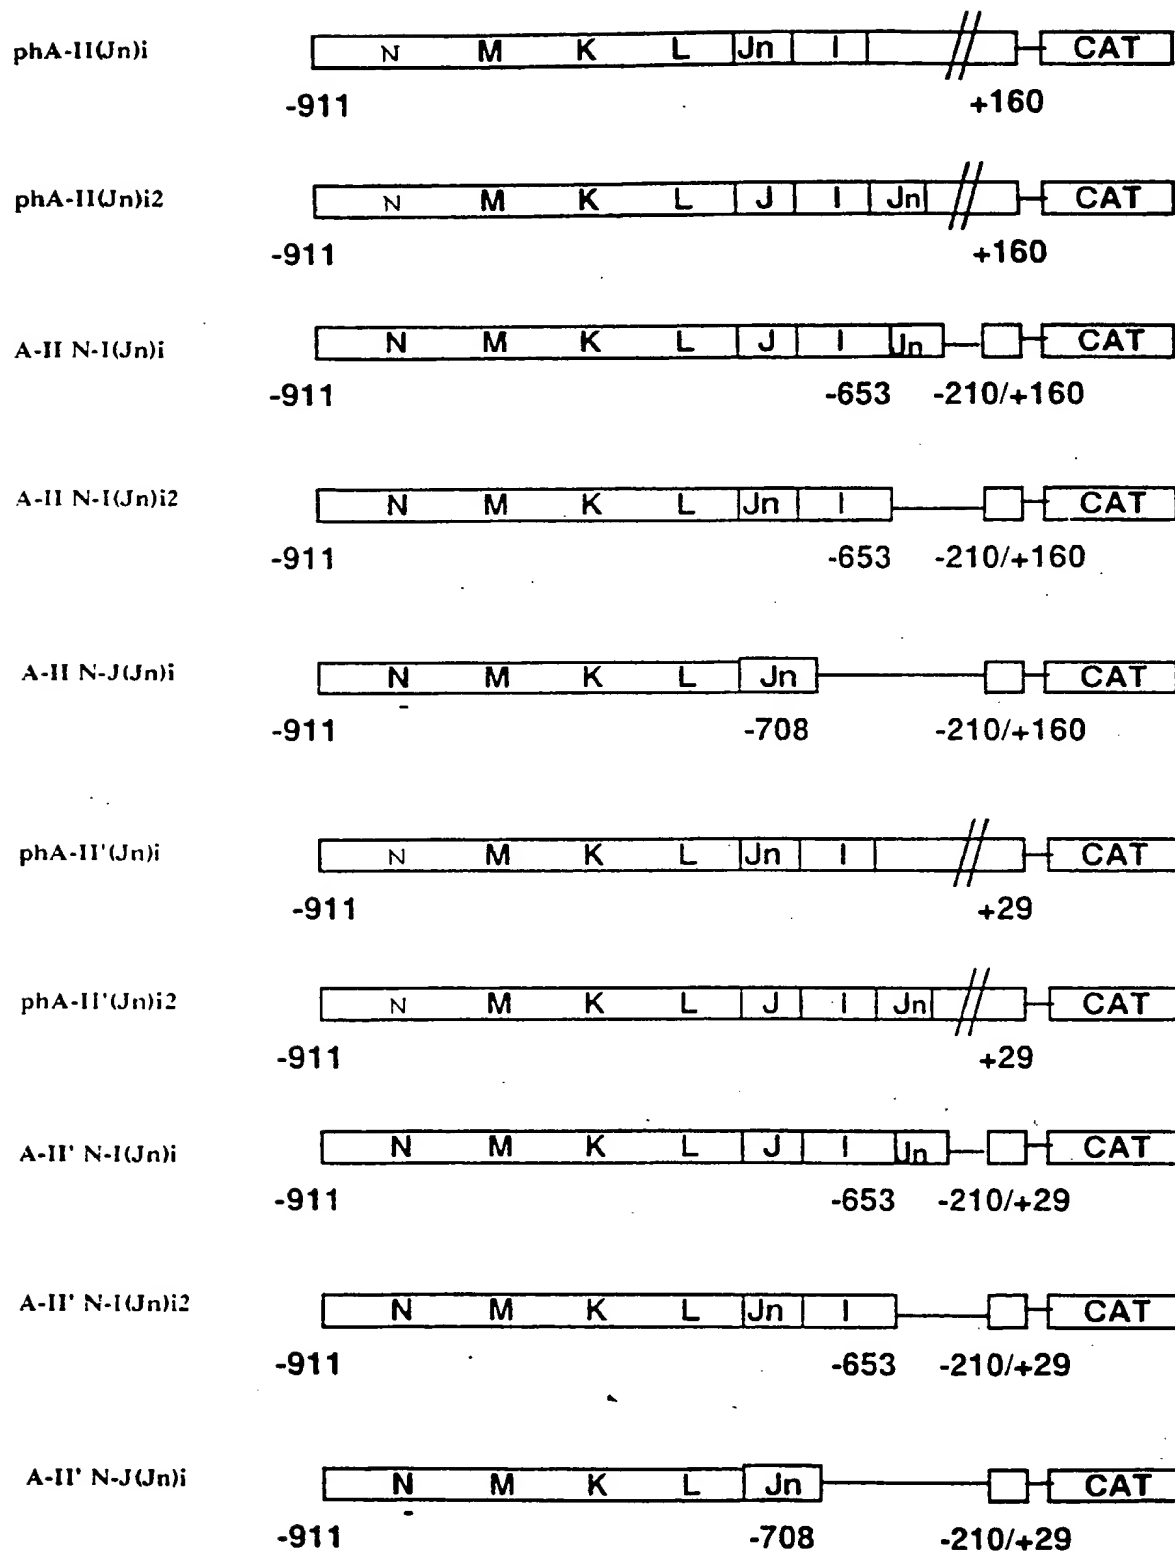 phA-II(Jn)i N M K L Jn I CAT
-911 +160
phA-II(Jn)i2 N M K L J I Jn CAT
-911 +160
A-II N-I(Jn)i N M K L J I Jn CAT
-911 -653 -210/+160
A-II N-I(Jn)i2 N M K L Jn I CAT
-911 -653 -210/+160
A-II N-J(Jn)i N M K L Jn CAT
-911 -708 -210/+160
phA-II'(Jn)i N M K L Jn I CAT
-911 +29
phA-II'(Jn)i2 N M K L J I Jn CAT
-911 +29
A-II' N-I(Jn)i N M K L J I Jn CAT
-911 -653 -210/+29
A-II' N-I(Jn)i2 N M K L Jn I CAT
-911 -653 -210/+29
A-II' N-J(Jn)i N M K L Jn CAT
-911 -708 -210/+29